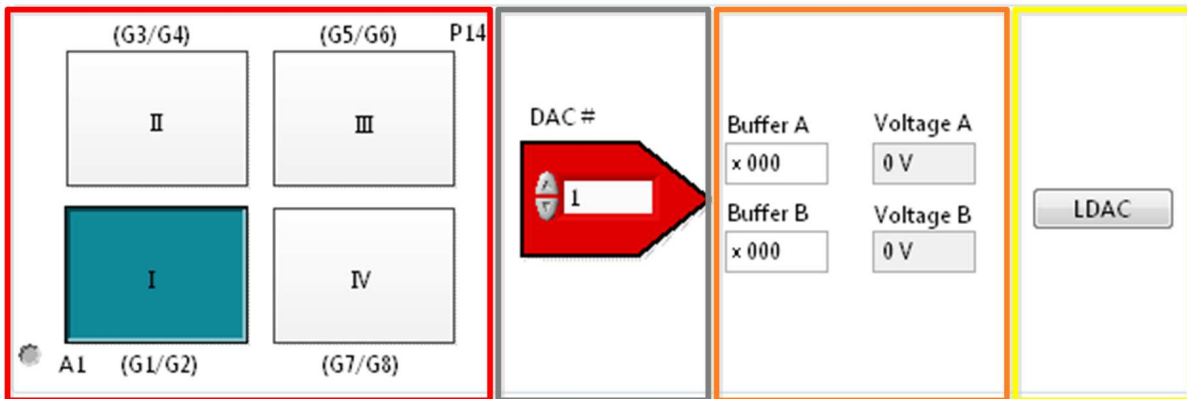 (G3/G4) (G5/G6) P14
II III
I IV
A1 (G1/G2) (G7/G8)
DAC #
1
Buffer A Voltage A
x 000 0 V
Buffer B Voltage B
x 000 0 V
LDAC